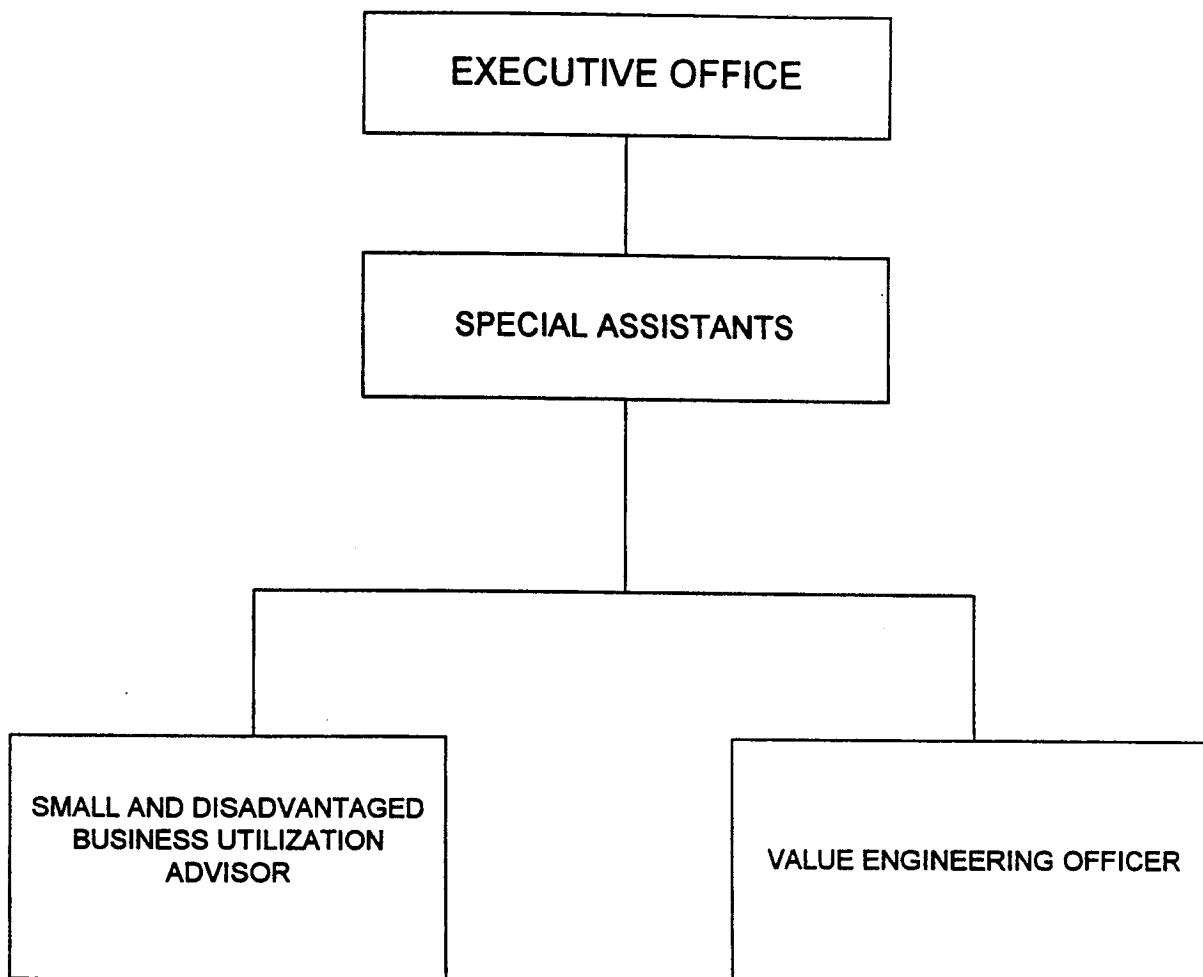 EXECUTIVE OFFICE
SPECIAL ASSISTANTS
SMALL AND DISADVANTAGED
BUSINESS UTILIZATION
ADVISOR
VALUE ENGINEERING OFFICER